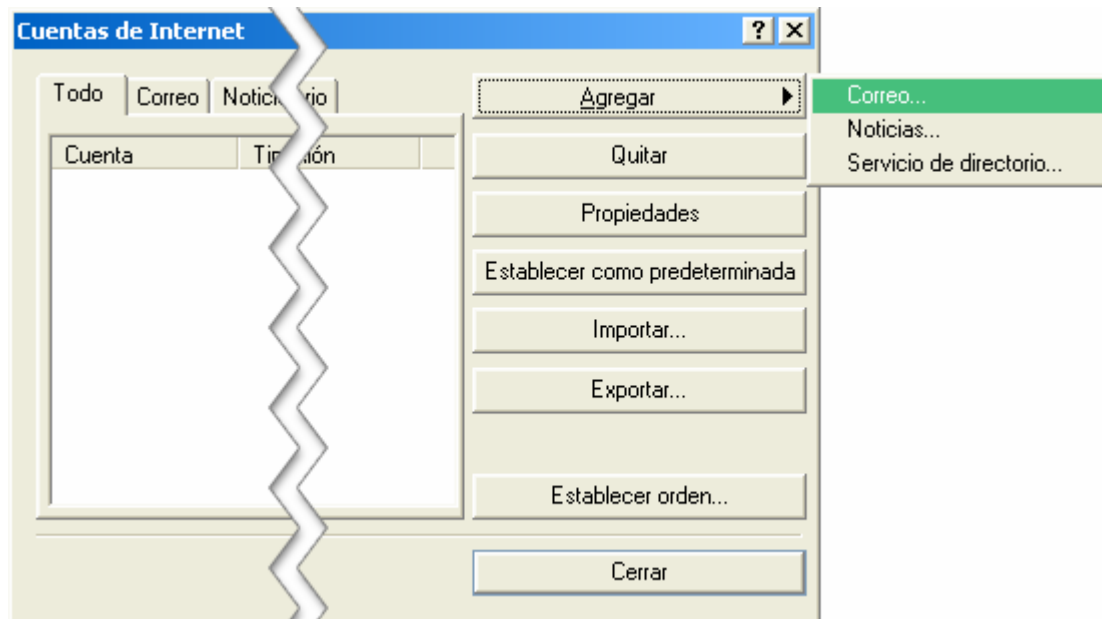 Cuentas de Internet
Todo Correo Noticiario
Cuenta
Agregar
Quitar
Propiedades
Establecer como predeterminada
Importar...
Exportar...
Establecer orden...
Cerrar
Correo...
Noticias...
Servicio de directorio...